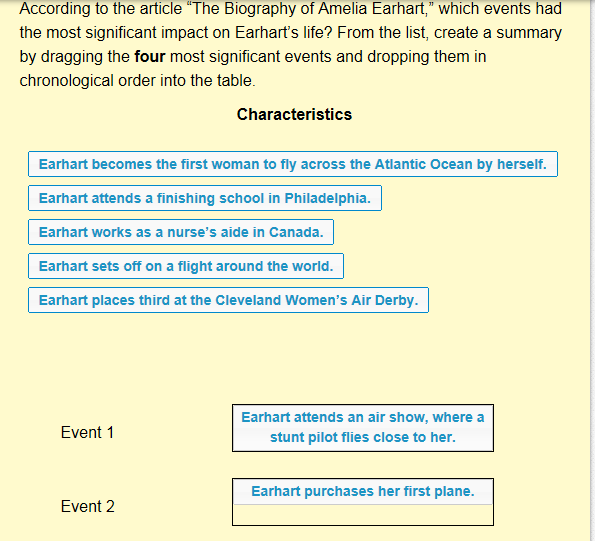 According to the article “The Biography of Amelia Earhart,” which events had
the most significant impact on Earhart’s life? From the list, create a summary
by dragging the four most significant events and dropping them in
chronological order into the table.
Characteristics
Earhart becomes the first woman to fly across the Atlantic Ocean by herself.
Earhart attends a finishing school in Philadelphia.
Earhart works as a nurse’s aide in Canada.
Earhart sets off on a flight around the world.
Earhart places third at the Cleveland Women’s Air Derby.
Event 1
Earhart attends an air show, where a
stunt pilot flies close to her.
Event 2
Earhart purchases her first plane.